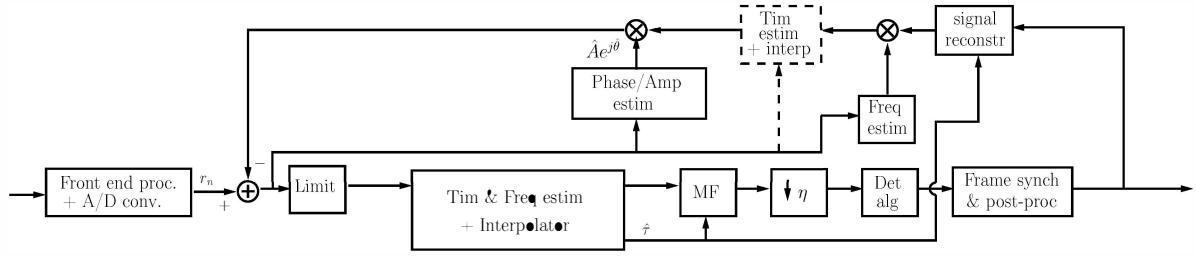 Tim
estim
+ interp
signal
reconstr
Âe^{jθ̂}
Phase/Amp
estim
Freq
estim
−
Front end proc.
+ A/D conv.
r_n
+
Limit
Tim & Freq estim
+ Interpolator
MF
η
Det
alg
Frame synch
& post-proc
τ̂